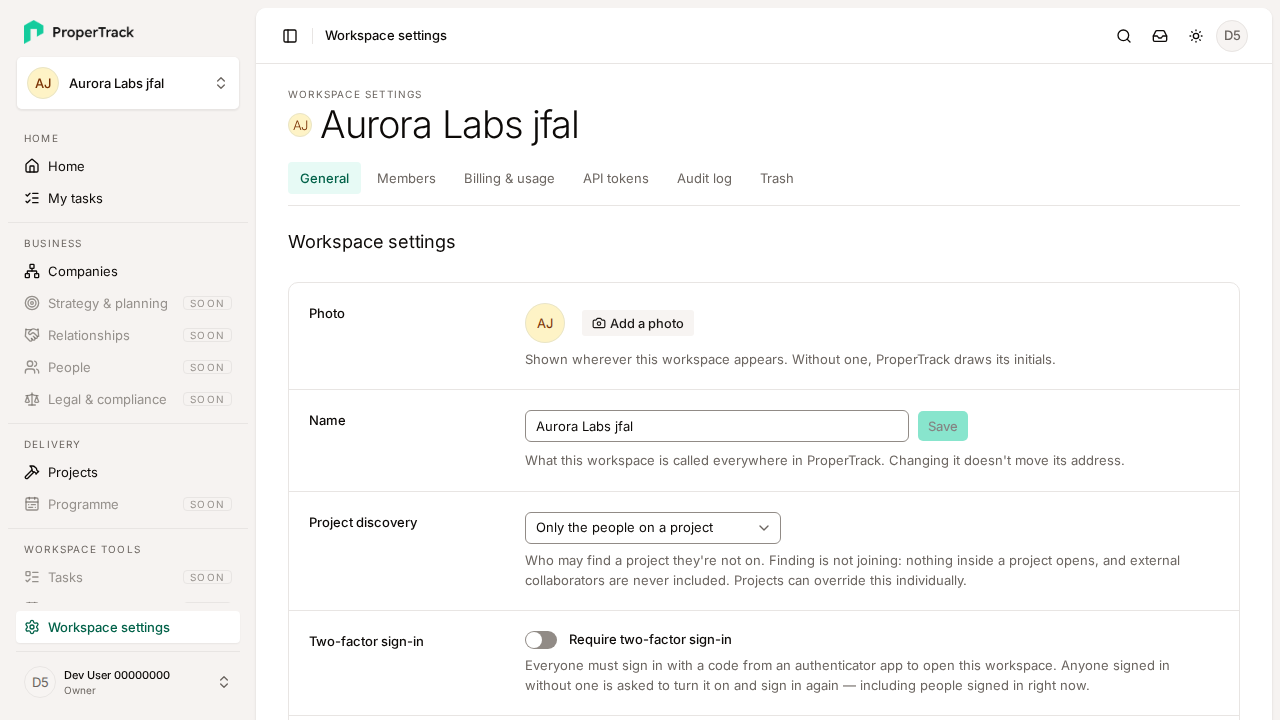 ProperTrack
AJ
Aurora Labs jfal
HOME
Home
My tasks
BUSINESS
Companies
Strategy & planning
SOON
Relationships
SOON
People
SOON
Legal & compliance
SOON
DELIVERY
Projects
Programme
SOON
WORKSPACE TOOLS
Tasks
SOON
Workspace settings
D5
Dev User 00000000
Owner
Workspace settings
D5
WORKSPACE SETTINGS
AJ
Aurora Labs jfal
General
Members
Billing & usage
API tokens
Audit log
Trash
Workspace settings
Photo
AJ
Add a photo
Shown wherever this workspace appears. Without one, ProperTrack draws its initials.
Name
Aurora Labs jfal
Save
What this workspace is called everywhere in ProperTrack. Changing it doesn't move its address.
Project discovery
Only the people on a project
Who may find a project they're not on. Finding is not joining: nothing inside a project opens, and external
collaborators are never included. Projects can override this individually.
Two-factor sign-in
Require two-factor sign-in
Everyone must sign in with a code from an authenticator app to open this workspace. Anyone signed in
without one is asked to turn it on and sign in again — including people signed in right now.